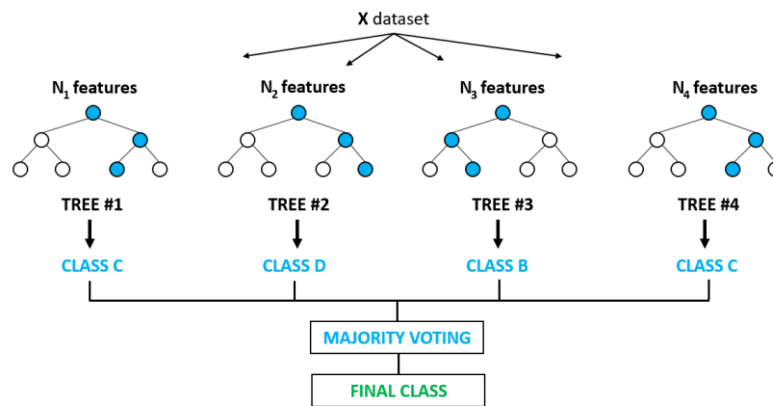 X dataset
N₁ features
N₂ features
N₃ features
N₄ features
TREE #1
TREE #2
TREE #3
TREE #4
CLASS C
CLASS D
CLASS B
CLASS C
MAJORITY VOTING
FINAL CLASS